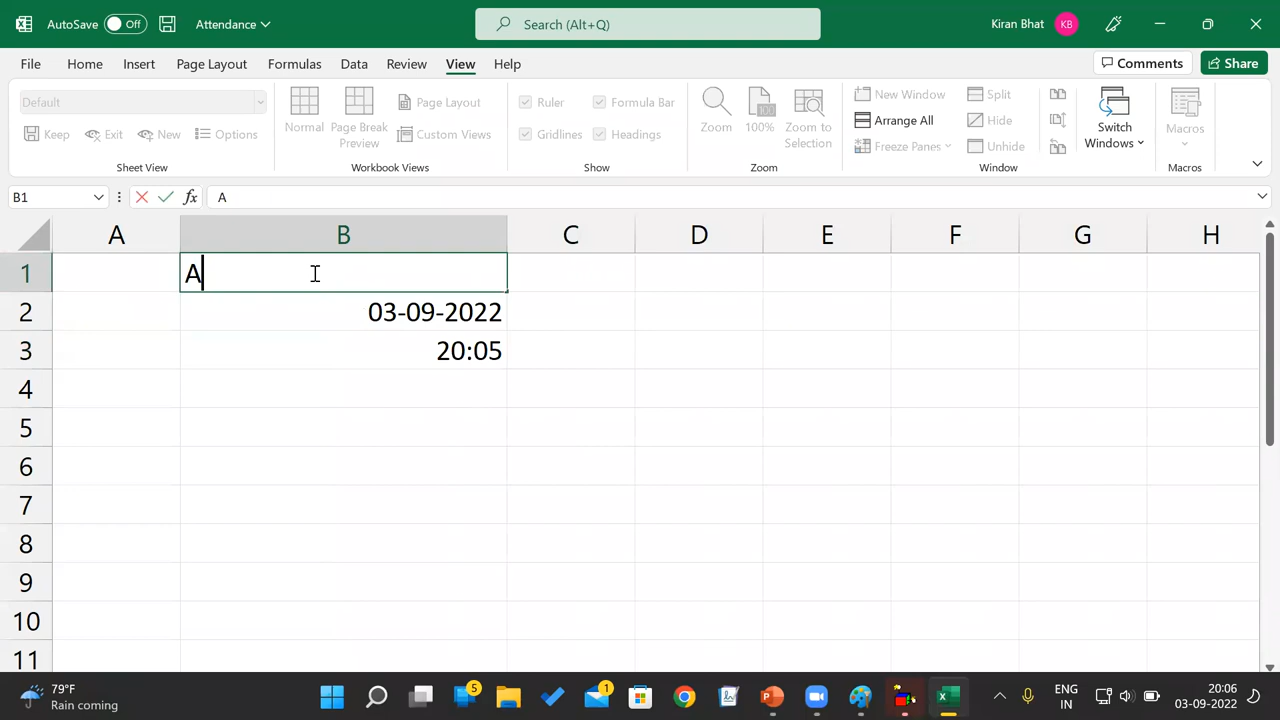 AutoSave Off Attendance Search (Alt+Q) Kiran Bhat KB
File Home Insert Page Layout Formulas Data Review View Help Comments Share
Default
Keep Exit New Options
Sheet View
Normal
Page Break Preview
Page Layout
Custom Views
Workbook Views
Ruler Formula Bar
Gridlines Headings
Show
Zoom
100%
Zoom to Selection
Zoom
New Window
Arrange All
Freeze Panes
Split
Hide
Unhide
Switch Windows
Window
Macros
Macros
B1 fx A
A B C D E F G H
1 A
2 03-09-2022
3 20:05
4
5
6
7
8
9
10
11
79°F
Rain coming
5
1
ENG
IN
20:06
03-09-2022